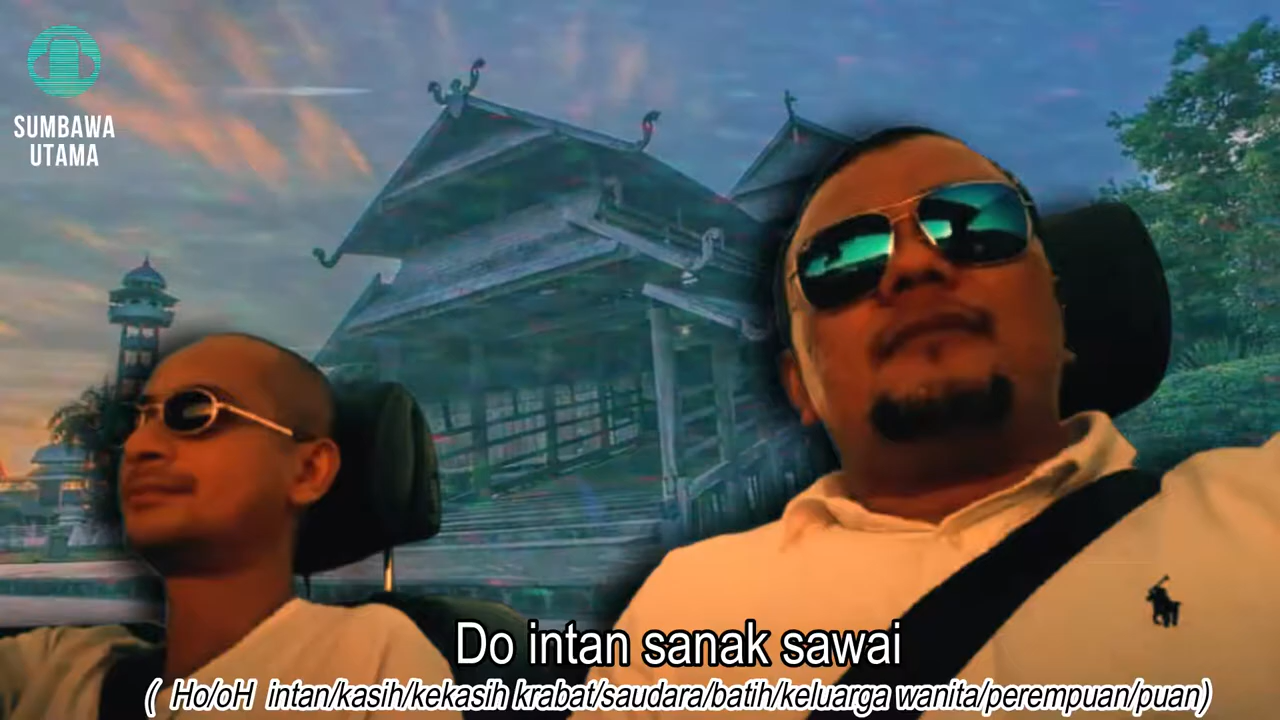 SUMBAWA
UTAMA
Do intan sanak sawai
( Ho/oH intan/kasih/kekasih krabat/saudara/batih/keluarga wanita/perempuan/puan)